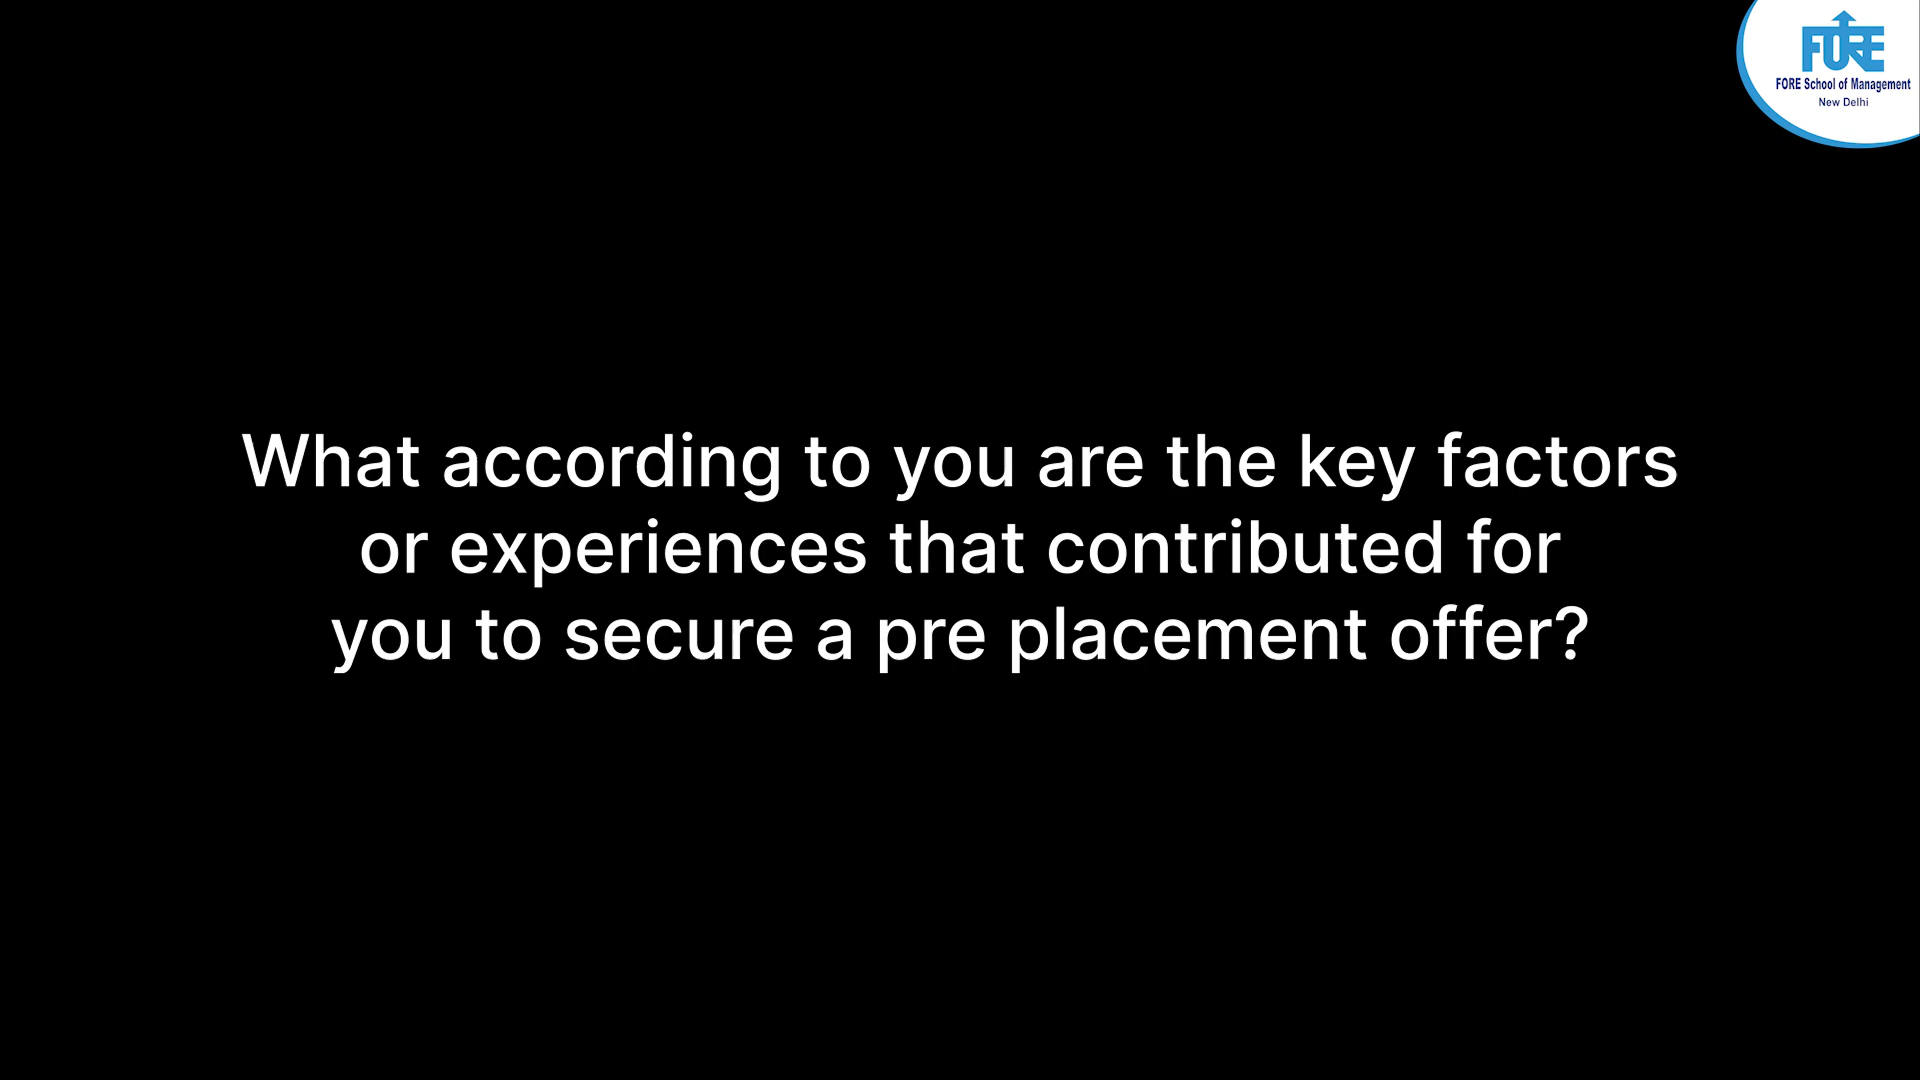 FORE
FORE School of Management
New Delhi
What according to you are the key factors
or experiences that contributed for
you to secure a pre placement offer?